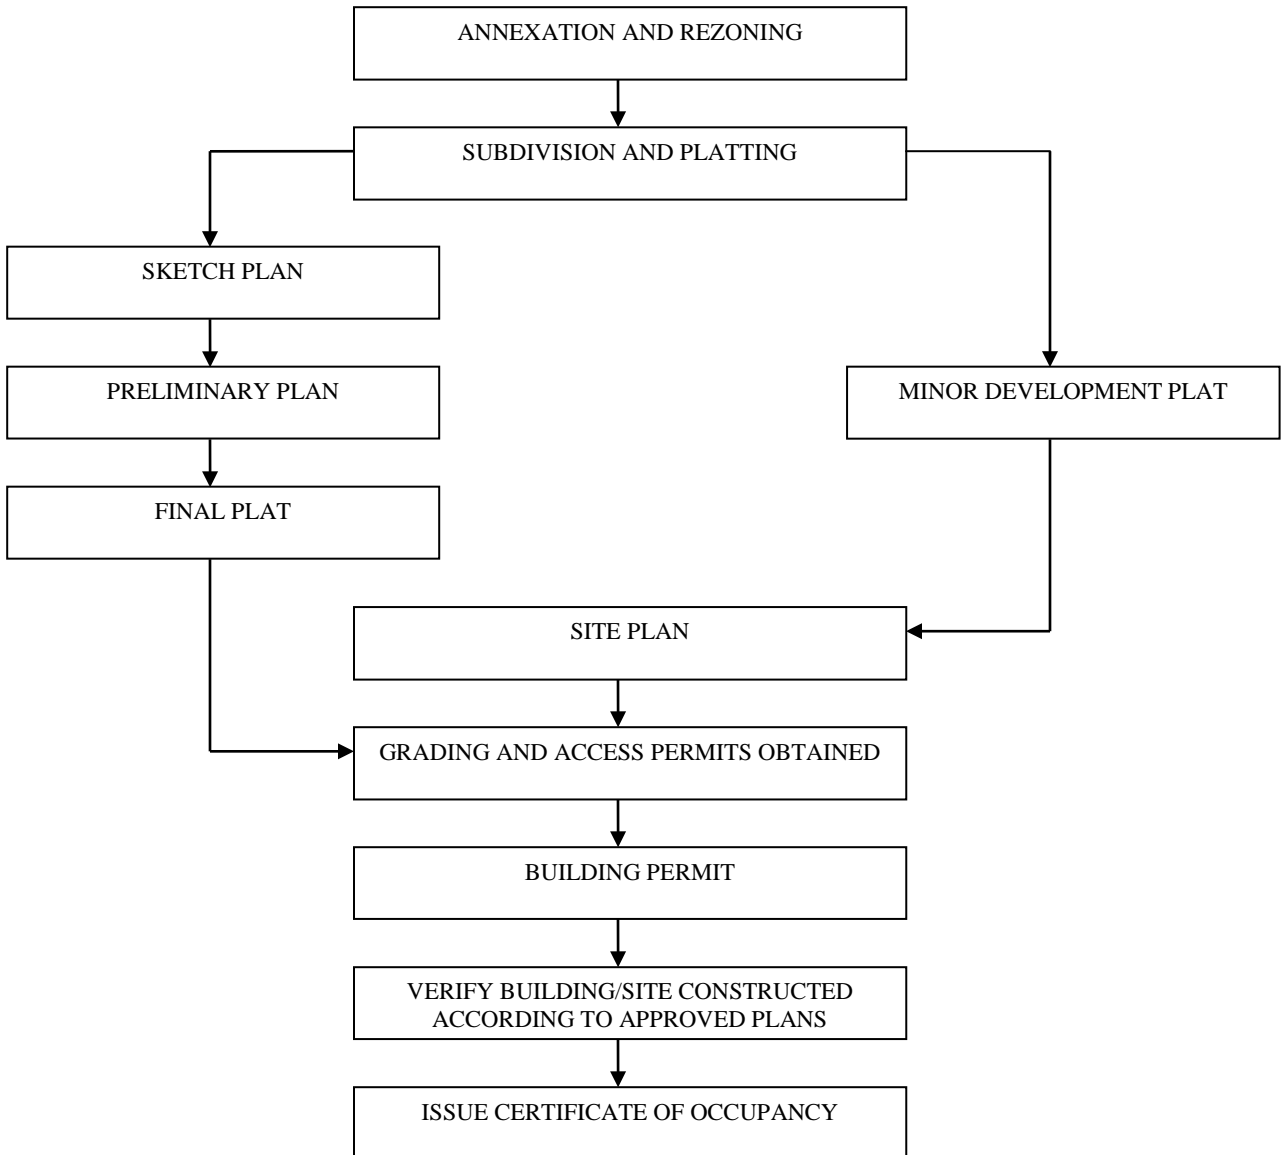 ANNEXATION AND REZONING
SUBDIVISION AND PLATTING
SKETCH PLAN
PRELIMINARY PLAN
MINOR DEVELOPMENT PLAT
FINAL PLAT
SITE PLAN
GRADING AND ACCESS PERMITS OBTAINED
BUILDING PERMIT
VERIFY BUILDING/SITE CONSTRUCTED
ACCORDING TO APPROVED PLANS
ISSUE CERTIFICATE OF OCCUPANCY